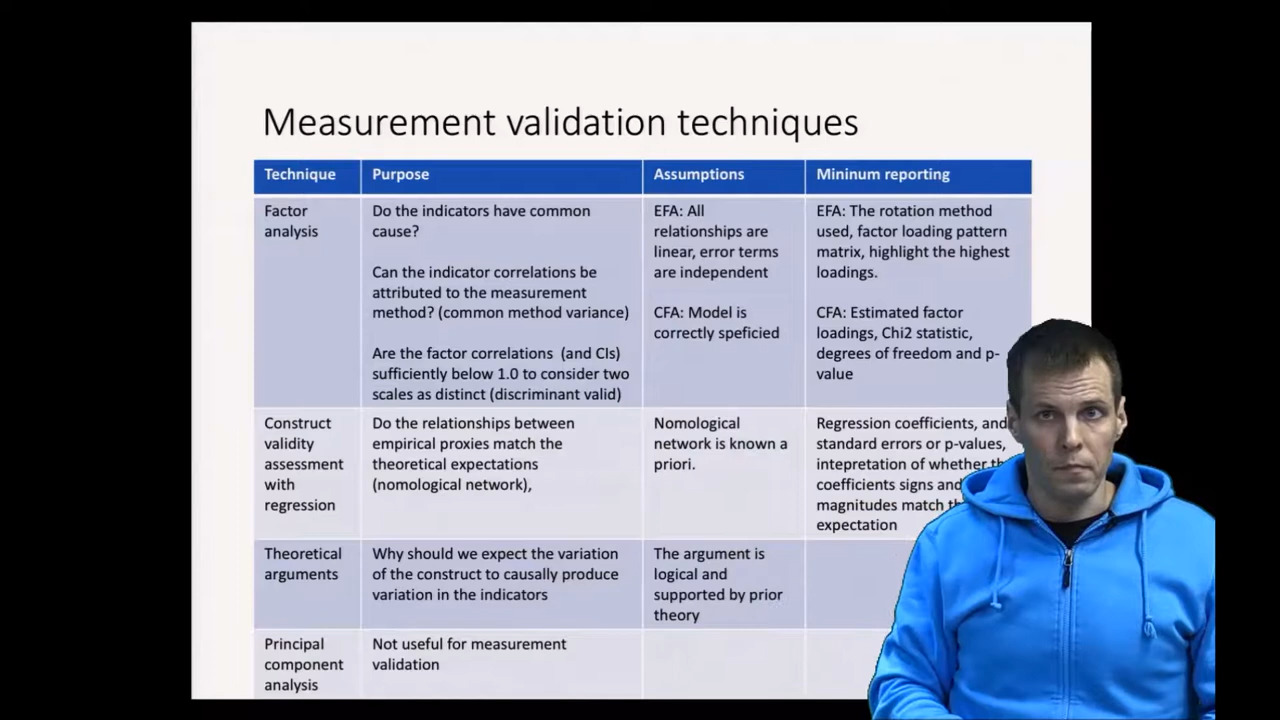 Measurement validation techniques
Technique
Purpose
Assumptions
Mininum reporting
Factor
analysis
Do the indicators have common
cause?
Can the indicator correlations be
attributed to the measurement
method? (common method variance)
Are the factor correlations (and CIs)
sufficiently below 1.0 to consider two
scales as distinct (discriminant valid)
EFA: All
relationships are
linear, error terms
are independent
CFA: Model is
correctly speficied
EFA: The rotation method
used, factor loading pattern
matrix, highlight the highest
loadings.
CFA: Estimated factor
loadings, Chi2 statistic,
degrees of freedom and p-
value
Construct
validity
assessment
with
regression
Do the relationships between
empirical proxies match the
theoretical expectations
(nomological network),
Nomological
network is known a
priori.
Regression coefficients, and
standard errors or p-values,
intepretation of whether
coefficients signs and
magnitudes match
expectation
Theoretical
arguments
Why should we expect the variation
of the construct to causally produce
variation in the indicators
The argument is
logical and
supported by prior
theory
Principal
component
analysis
Not useful for measurement
validation